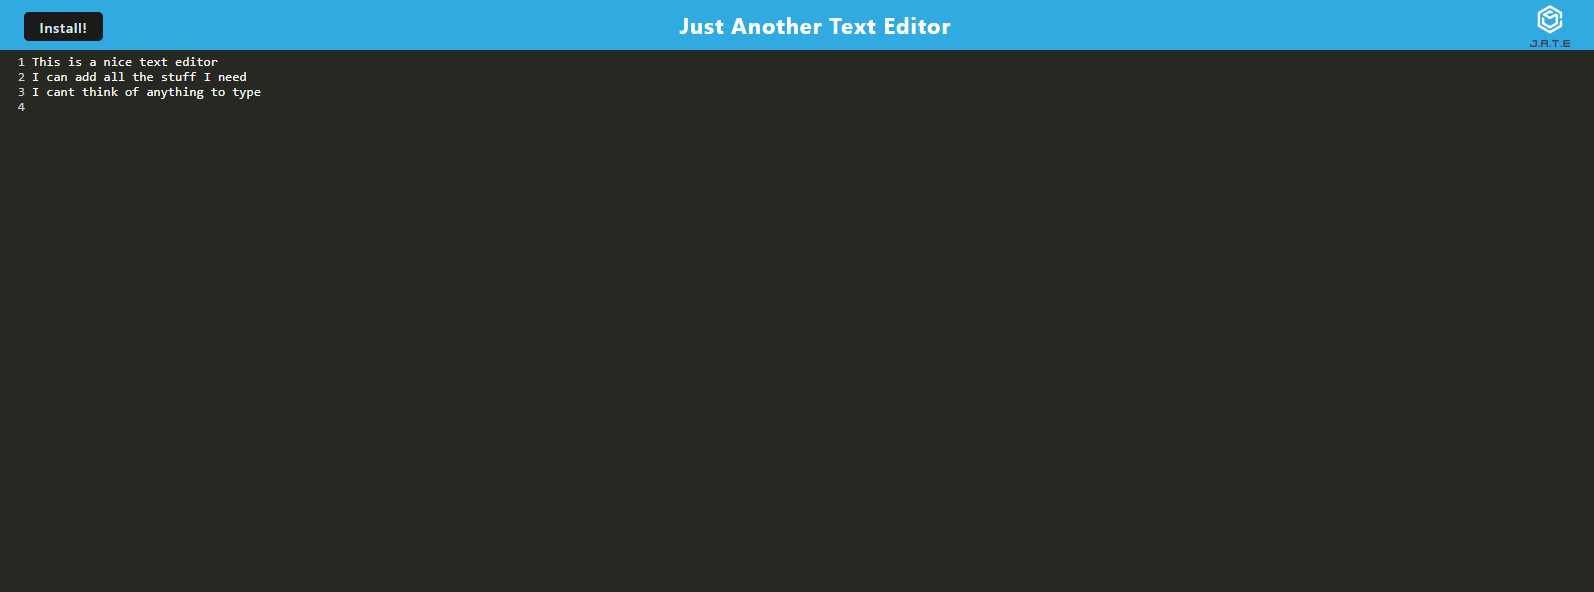 Install!
Just Another Text Editor
J.A.T.E
1 This is a nice text editor
2 I can add all the stuff I need
3 I cant think of anything to type
4